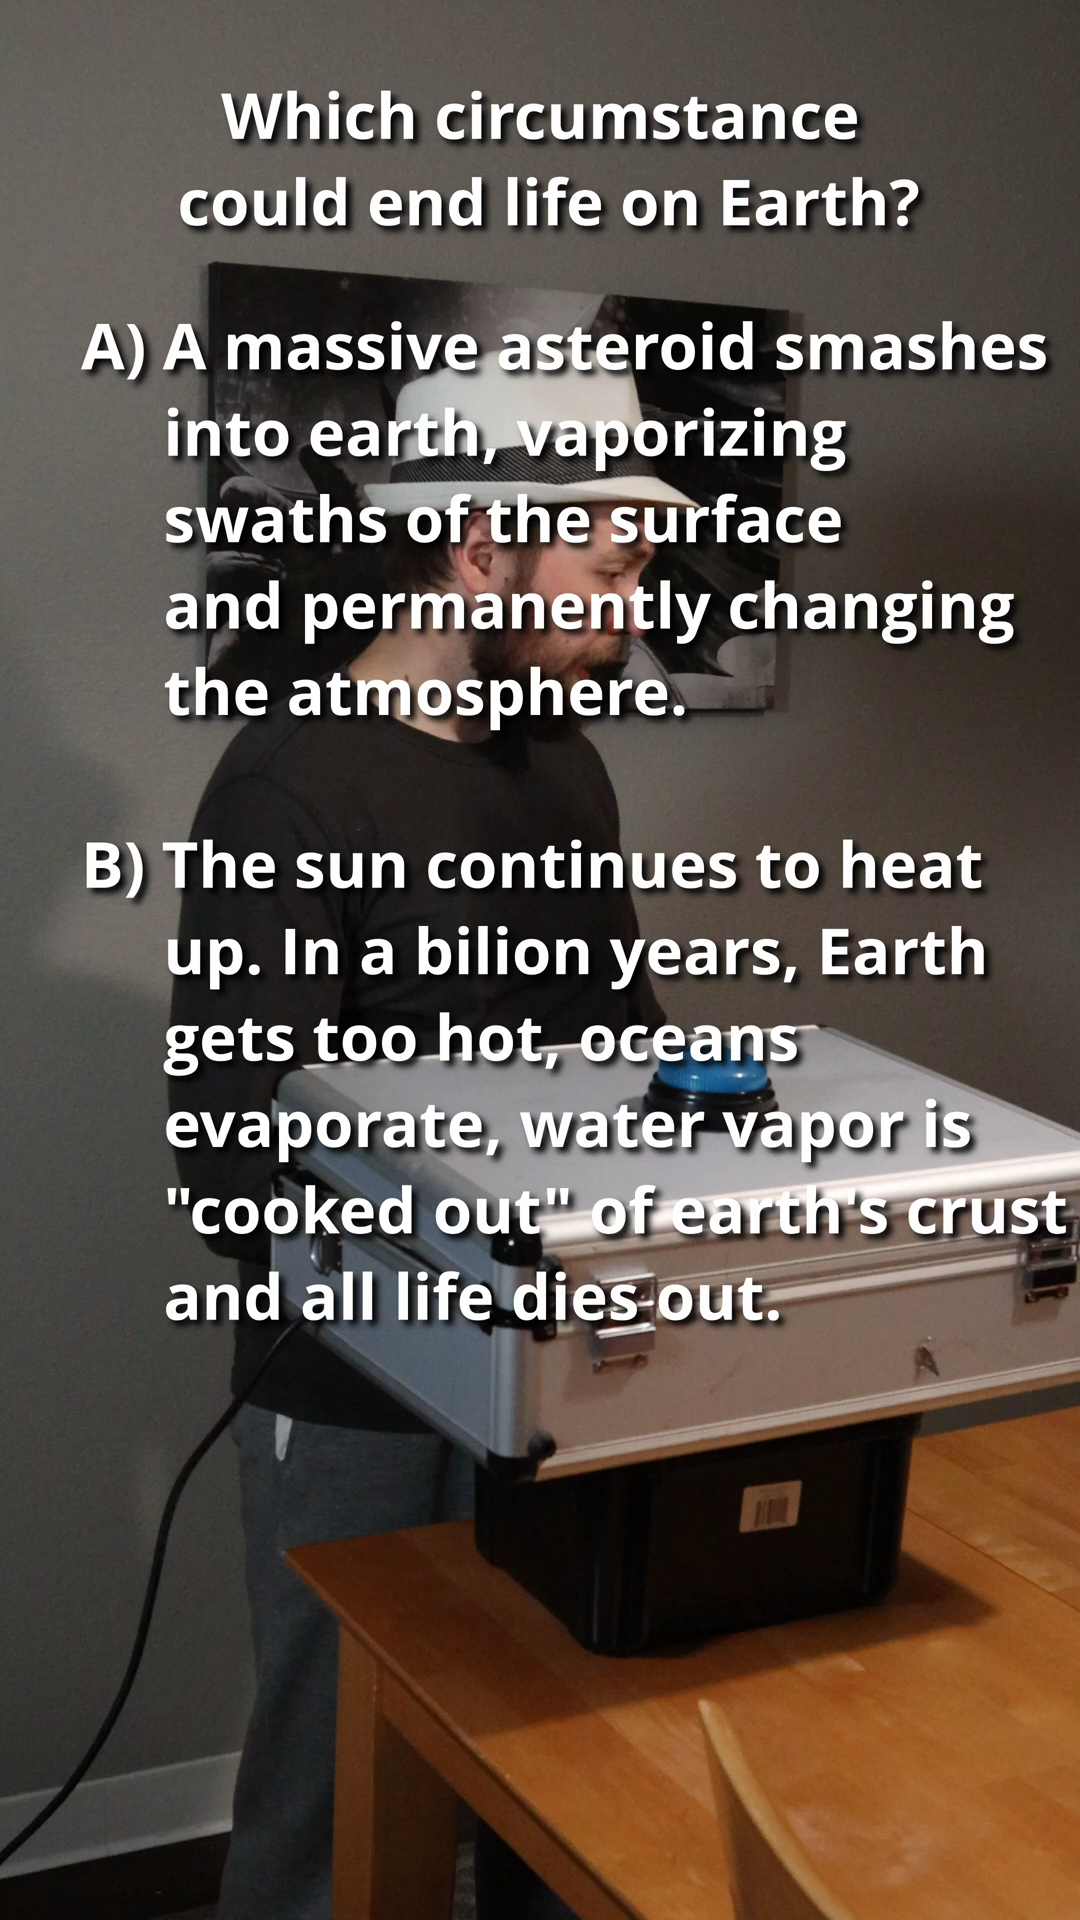 Which circumstance
could end life on Earth?
A) A massive asteroid smashes
into earth, vaporizing
swaths of the surface
and permanently changing
the atmosphere.
B) The sun continues to heat
up. In a bilion years, Earth
gets too hot, oceans
evaporate, water vapor is
"cooked out" of earth's crust
and all life dies out.